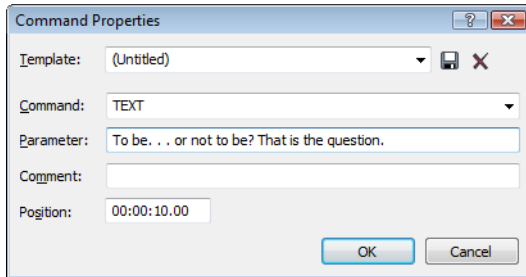 Command Properties
Template: (Untitled)
Command: TEXT
Parameter: To be. . . or not to be? That is the question.
Comment:
Position: 00:00:10.00
OK Cancel